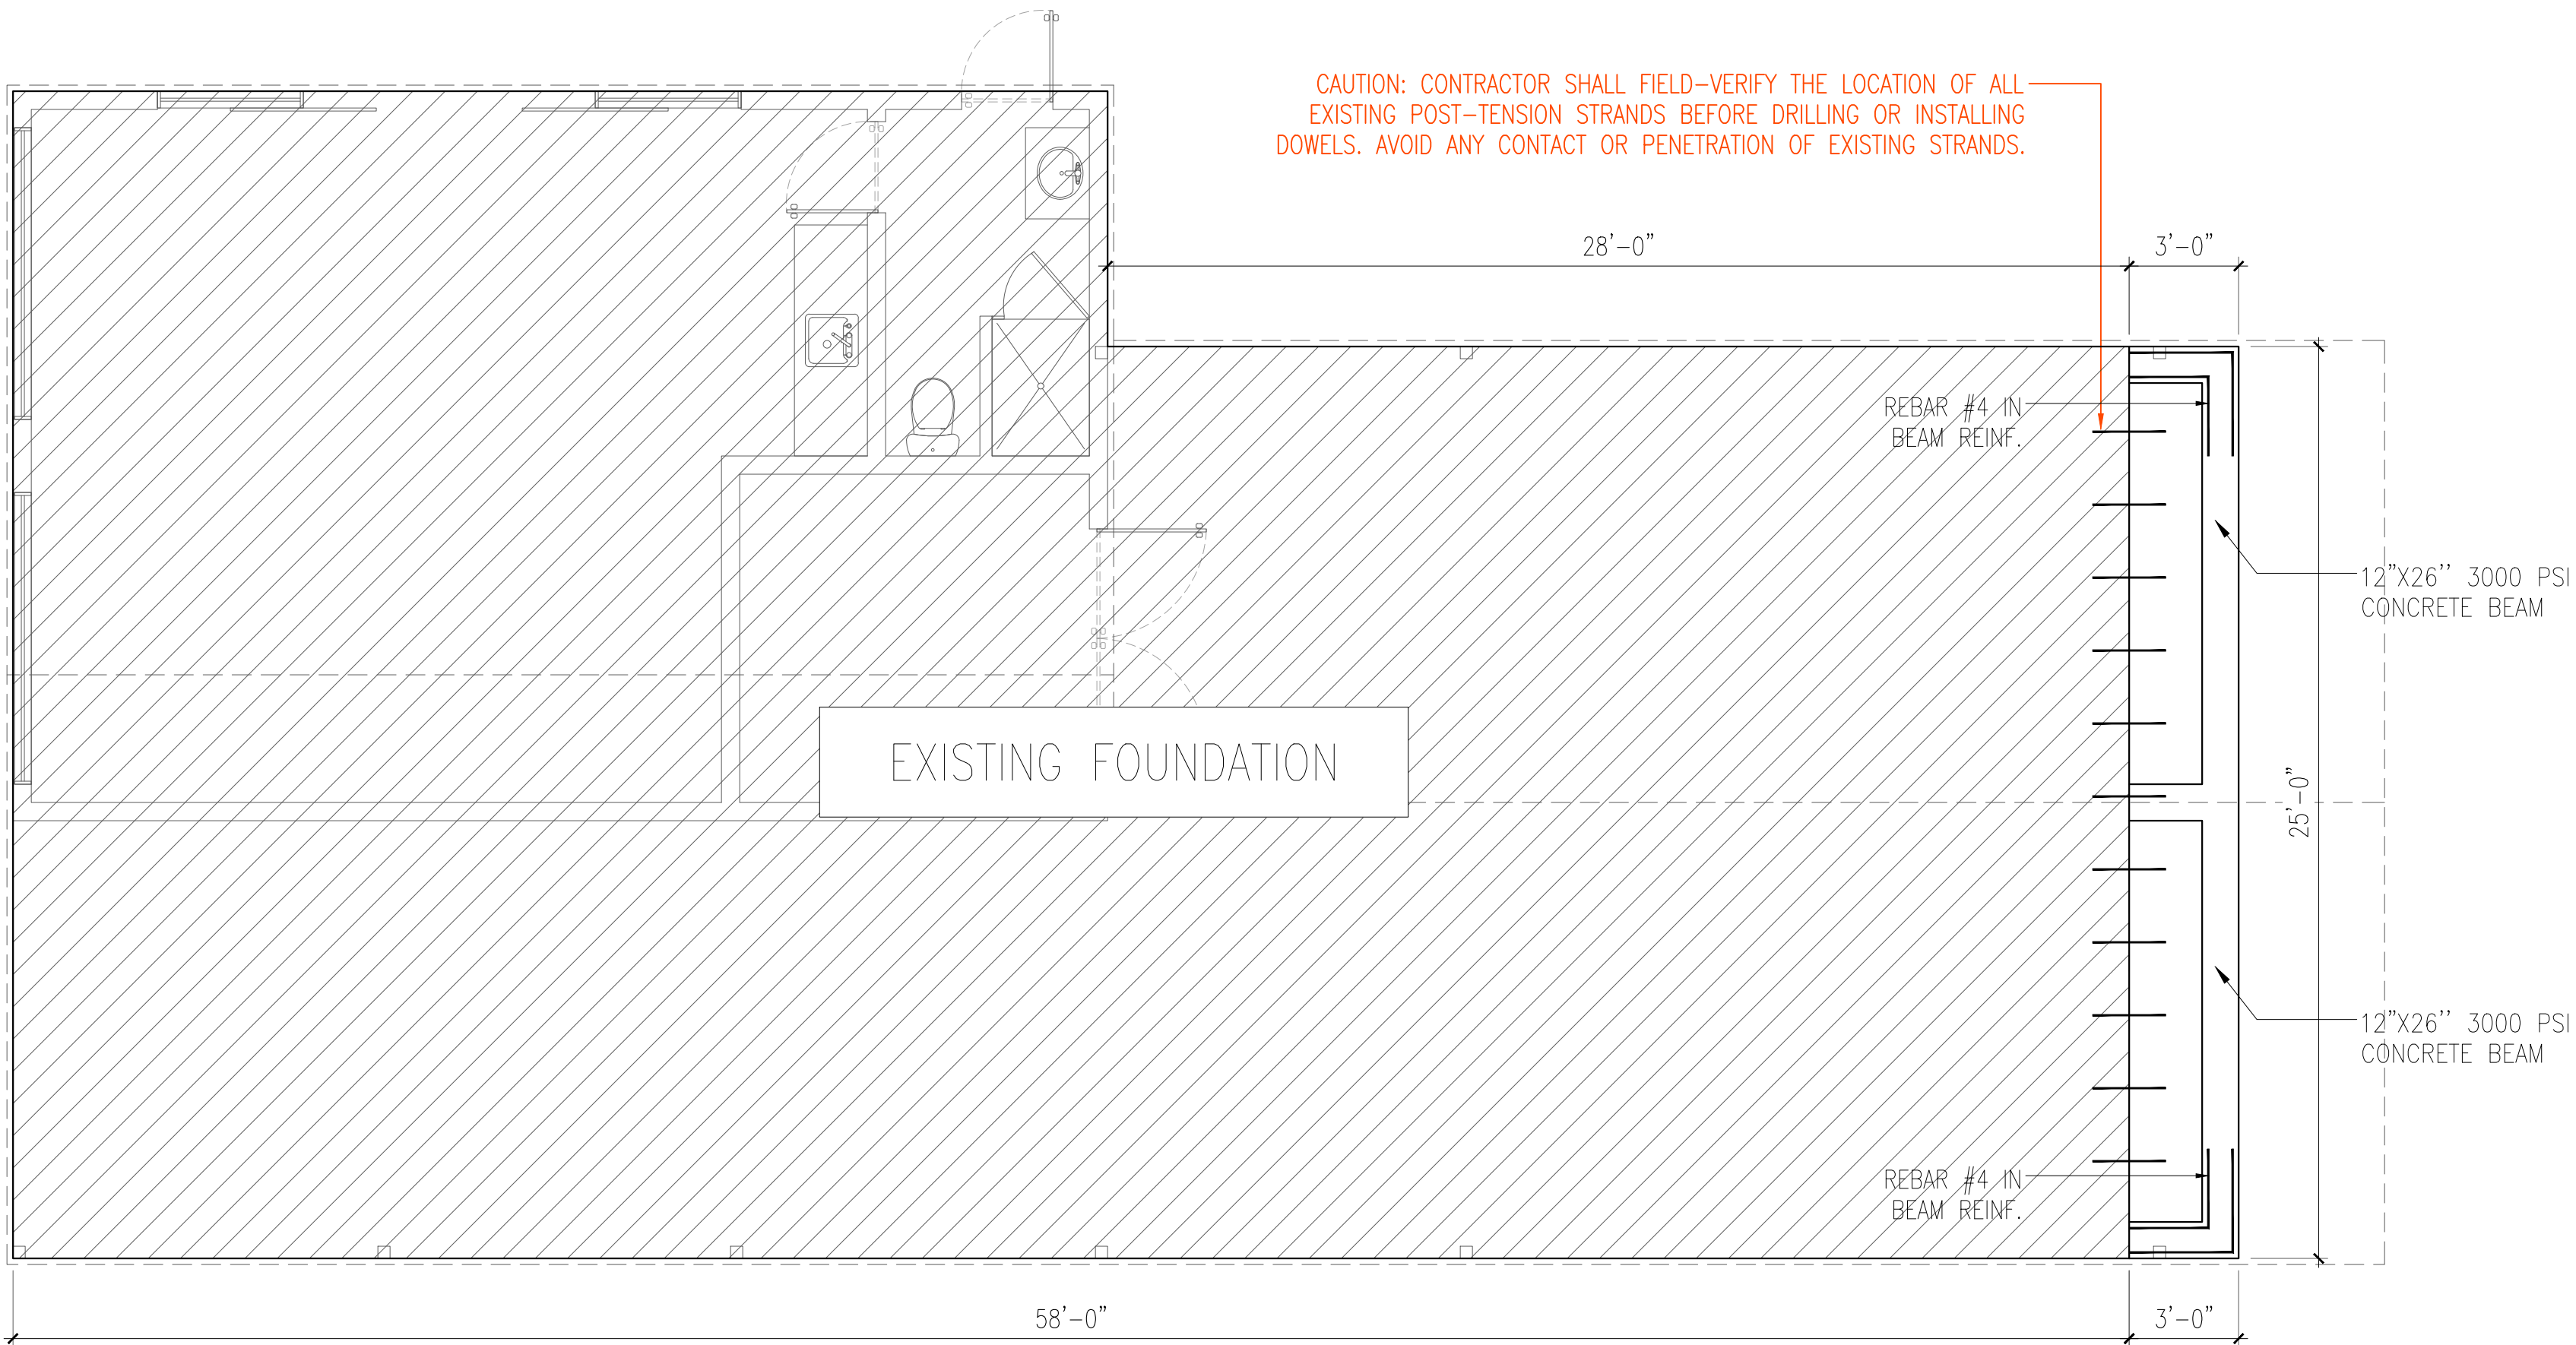 CAUTION: CONTRACTOR SHALL FIELD-VERIFY THE LOCATION OF ALL
EXISTING POST-TENSION STRANDS BEFORE DRILLING OR INSTALLING
DOWELS. AVOID ANY CONTACT OR PENETRATION OF EXISTING STRANDS.
28'-0"
3'-0"
REBAR #4 IN
BEAM REINF.
12"X26'' 3000 PSI
CONCRETE BEAM
EXISTING FOUNDATION
25'-0"
12"X26'' 3000 PSI
CONCRETE BEAM
REBAR #4 IN
BEAM REINF.
58'-0"
3'-0"